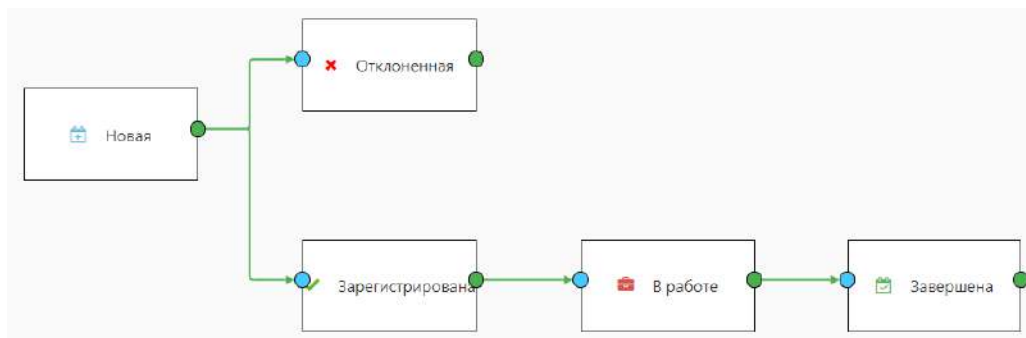 Отклоненная
Новая
Зарегистрирована
В работе
Завершена